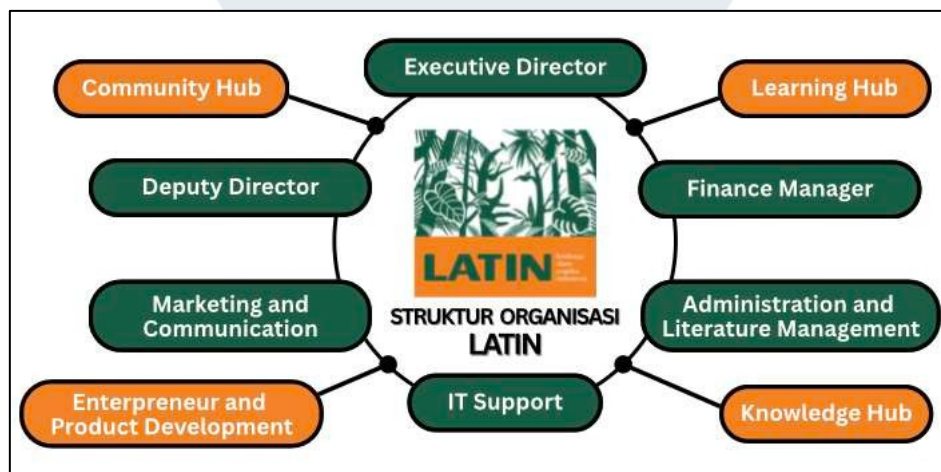 Executive Director
Community Hub
Learning Hub
Deputy Director
Finance Manager
LATIN
STRUKTUR ORGANISASI
LATIN
Marketing and
Communication
Administration and
Literature Management
IT Support
Enterpreneur and
Product Development
Knowledge Hub